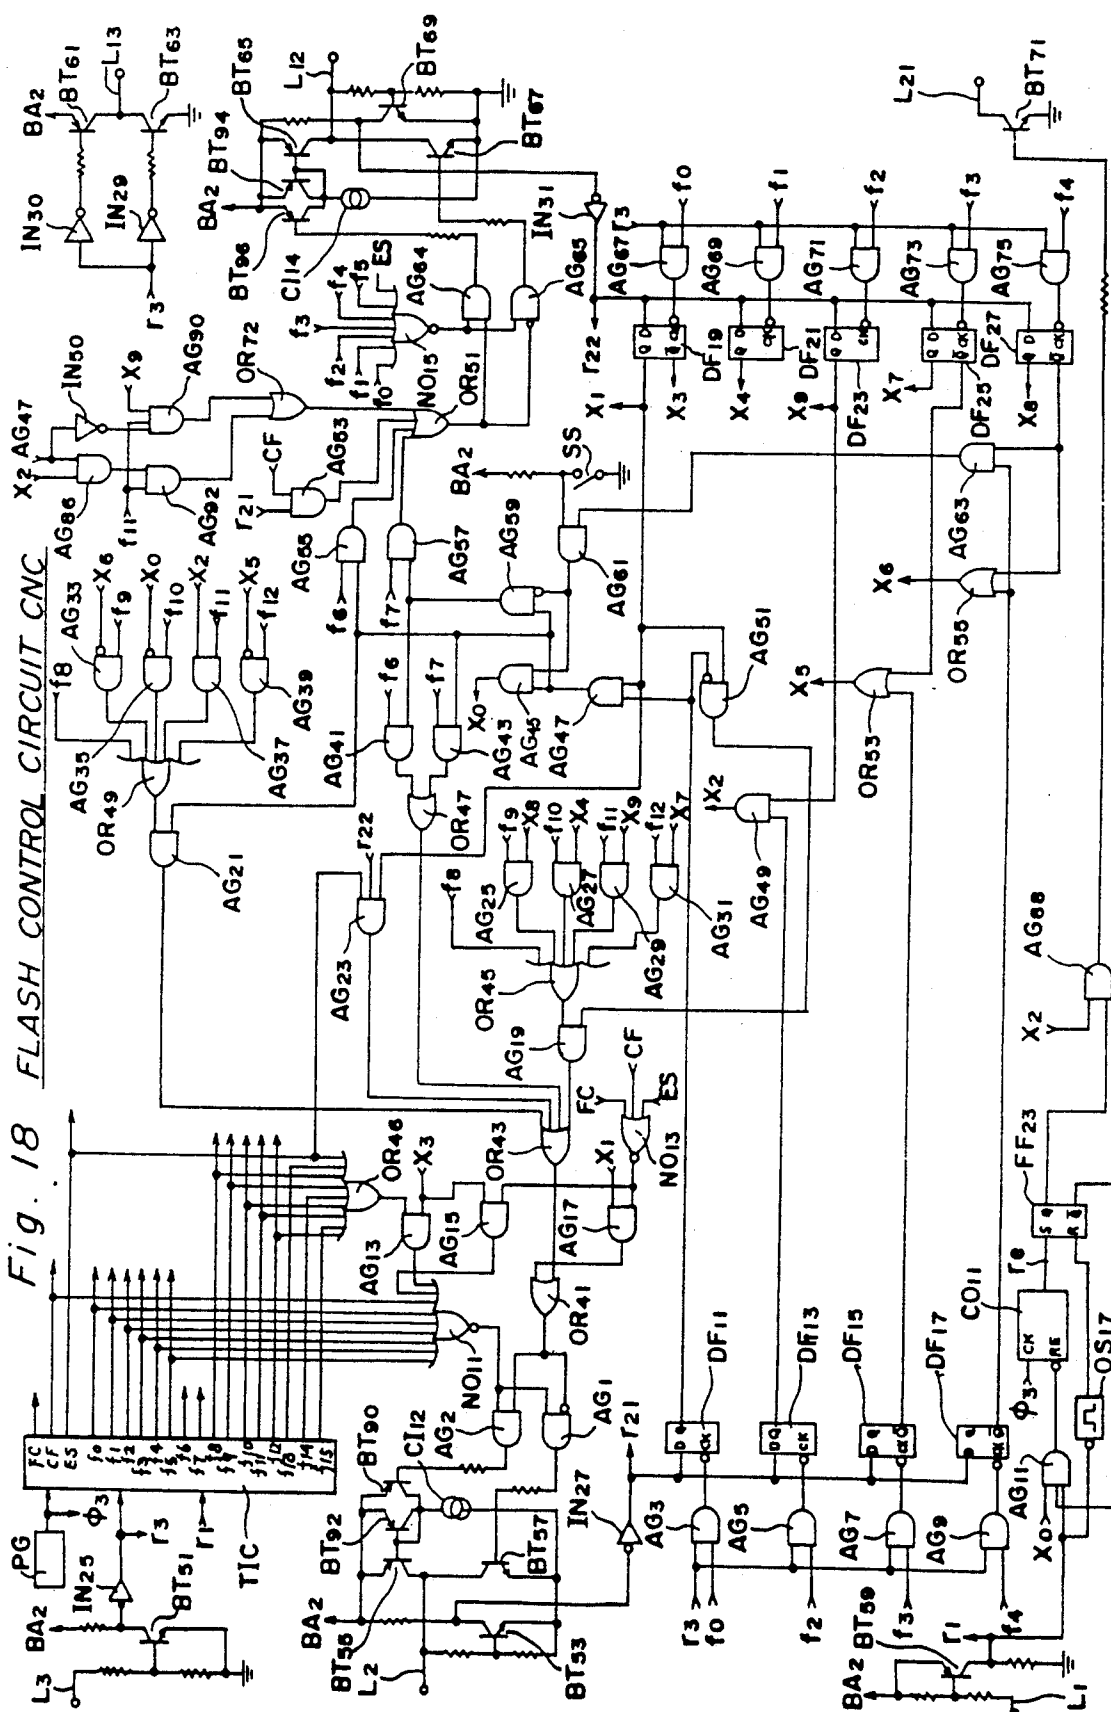 Fig. 18 FLASH CONTROL CIRCUIT CNC
L3
BA2
BT51
IN25
PG
Φ3
r3
r1
TIC
FC
CF
ES
f0
f1
f2
f3
f4
f5
f6
f7
f8
f9
f10
f11
f12
f13
f14
f15
OR46
X3
AG13
AG15
OR43
NO11
X1
AG17
NO13
FC
CF
ES
OR41
AG2
AG1
BT90
CI12
BT92
BT55
BT57
BA2
L2
BT53
IN27
r21
AG21
OR49
AG35
AG37
AG39
AG33
f8
X6
f9
X0
f10
X2
f11
X5
f12
AG23
r22
OR47
AG41
AG43
f6
f7
AG19
OR45
f8
AG25
AG27
AG29
AG31
f9
X8
f10
X4
f11
X9
f12
X7
X2
AG49
AG45
AG47
X0
AG51
AG59
AG61
BA2
SS
AG55
AG57
f6
f7
r21
CF
AG53
X2
AG47
AG86
f11
AG92
IN50
X9
AG90
OR72
OR51
NO15
f0
f1
f2
f3
f4
f5
ES
AG64
AG65
r3
IN30
IN29
BA2
BT61
L13
BT63
BT96
BA2
BT94
BT65
L12
BT69
BT67
CI14
IN31
r22
r3
AG67
f0
AG69
f1
AG71
f2
AG73
f3
AG75
f4
Q D
Q CK
DF19
DF21
DF23
DF25
DF27
X1
X3
X4
X9
X7
X8
AG63
X6
OR55
X5
OR53
AG3
AG5
AG7
AG9
r3
f0
f2
f3
f4
D Q
CK
DF11
DF13
DF15
DF17
BA2
BT59
r1
L1
X0
AG11
Φ3
CK
RE
CO11
re
OS17
FF23
S Q
R Q
X2
AG88
L21
BT71